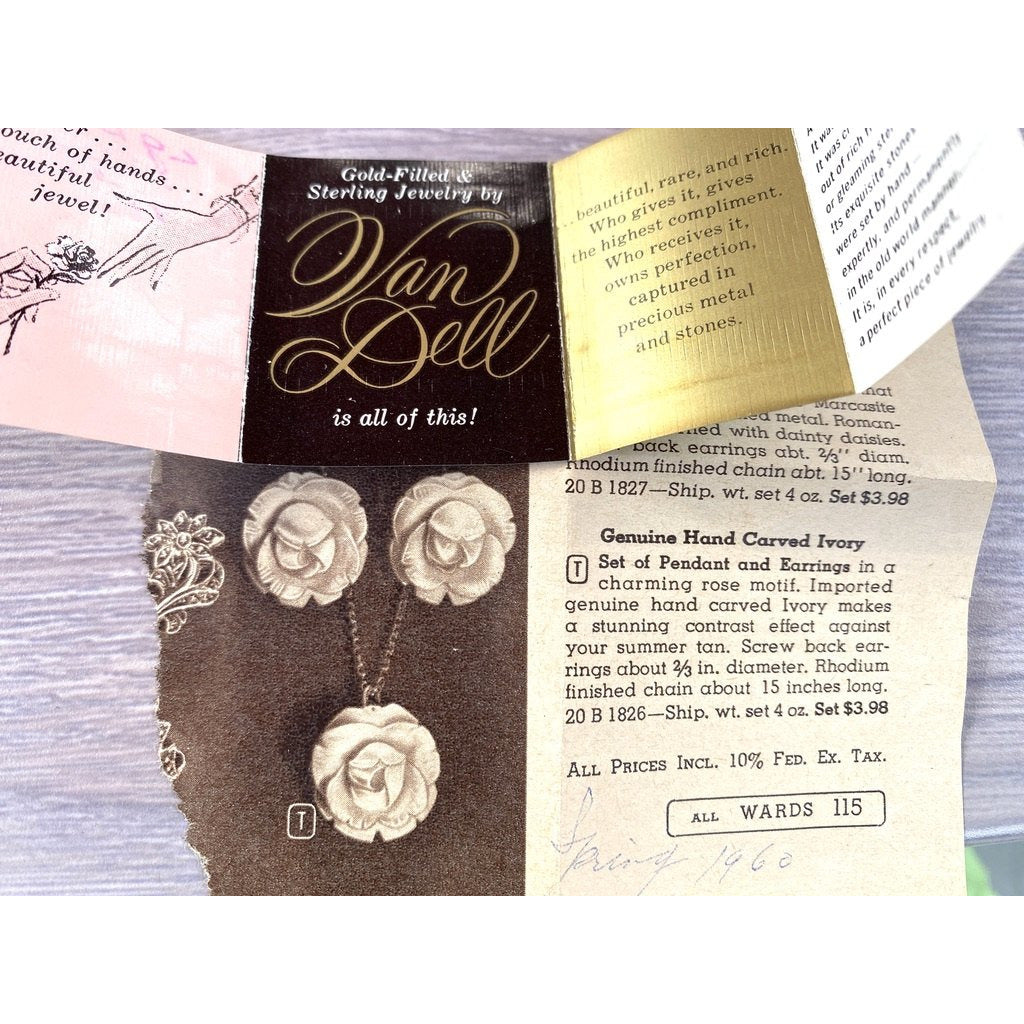 ouch of hands...
eautiful
jewel!
Gold-Filled &
Sterling Jewelry by
Van
Dell
is all of this!
...beautiful, rare, and rich.
Who gives it, gives
the highest compliment.
Who receives it,
owns perfection,
captured in
precious metal
and stones.
It was
It was c
out of rich
or gleaming ste
Its exquisite stones
were set by hand—
expertly, and permanently
in the old world manner.
It is, in every respect,
a perfect piece of jewelry
hat
Marcasite
ed metal. Roman-
ned with dainty daisies.
back earrings abt. 2/3" diam.
Rhodium finished chain abt. 15" long.
20 B 1827—Ship. wt. set 4 oz. Set $3.98
Genuine Hand Carved Ivory
T Set of Pendant and Earrings in a
charming rose motif. Imported
genuine hand carved Ivory makes
a stunning contrast effect against
your summer tan. Screw back ear-
rings about 2/3 in. diameter. Rhodium
finished chain about 15 inches long.
20 B 1826—Ship. wt. set 4 oz. Set $3.98
ALL PRICES INCL. 10% FED. EX. TAX.
ALL WARDS 115
Spring 1960
T